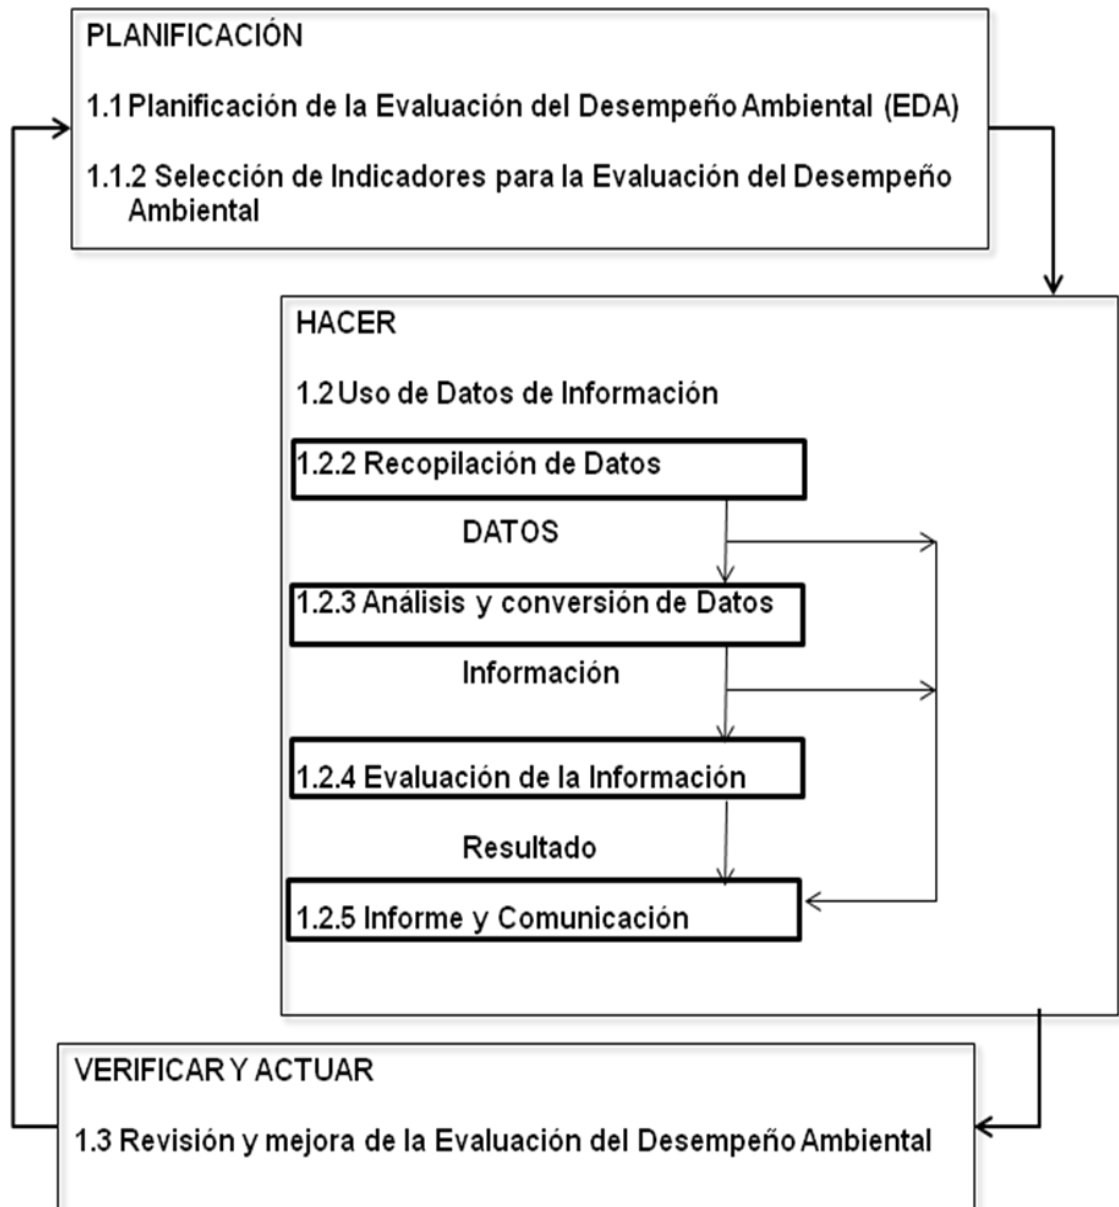 PLANIFICACIÓN
1.1 Planificación de la Evaluación del Desempeño Ambiental (EDA)
1.1.2 Selección de Indicadores para la Evaluación del Desempeño
Ambiental
HACER
1.2 Uso de Datos de Información
1.2.2 Recopilación de Datos
DATOS
1.2.3 Análisis y conversión de Datos
Información
1.2.4 Evaluación de la Información
Resultado
1.2.5 Informe y Comunicación
VERIFICAR Y ACTUAR
1.3 Revisión y mejora de la Evaluación del Desempeño Ambiental